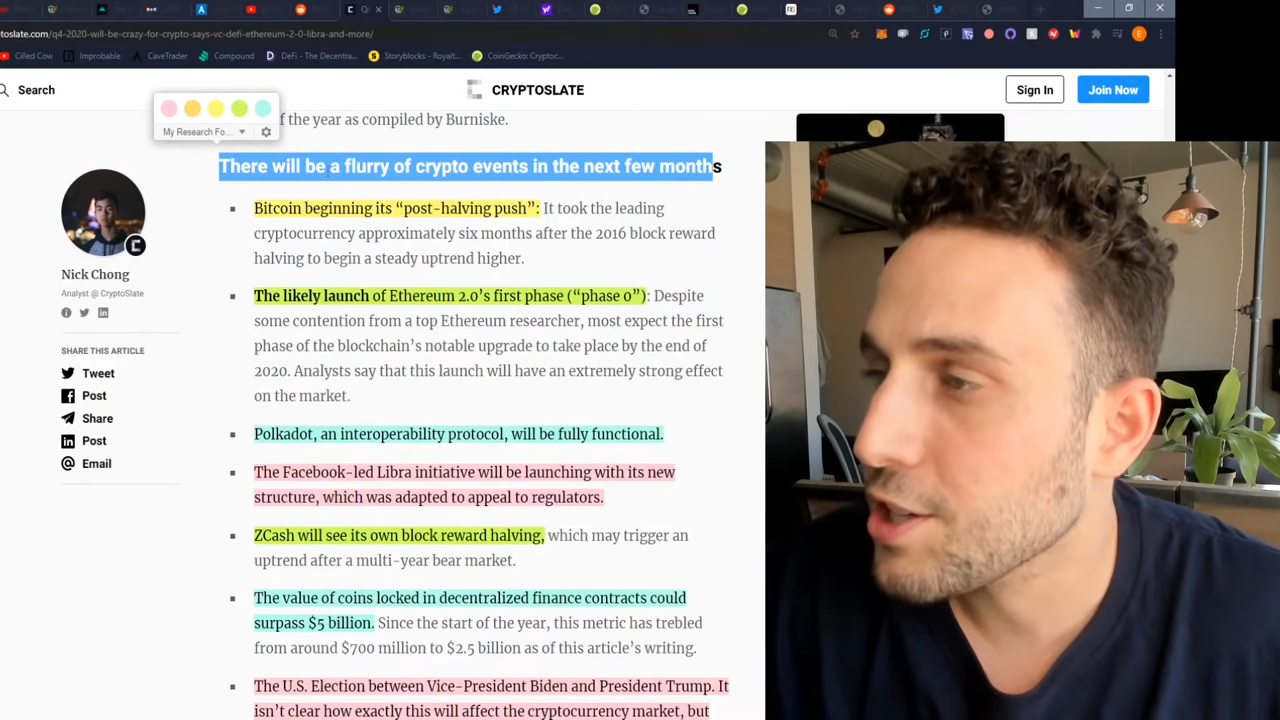 toslate.com/q4-2020-will-be-crazy-for-crypto-says-vc-defi-ethereum-2-0-libra-and-more/
E
Cilled Cow Improbable CaveTrader Compound DeFi - The Decentra... Storyblocks - Royalt... CoinGecko: Cryptoc...
Search CRYPTOSLATE Sign In Join Now
My Research Fo...
f the year as compiled by Burniske.
There will be a flurry of crypto events in the next few months
Bitcoin beginning its “post-halving push”: It took the leading
cryptocurrency approximately six months after the 2016 block reward
halving to begin a steady uptrend higher.
Nick Chong
Analyst @ CryptoSlate
SHARE THIS ARTICLE
Tweet
Post
Share
Post
Email
The likely launch of Ethereum 2.0’s first phase (“phase 0”): Despite
some contention from a top Ethereum researcher, most expect the first
phase of the blockchain’s notable upgrade to take place by the end of
2020. Analysts say that this launch will have an extremely strong effect
on the market.
Polkadot, an interoperability protocol, will be fully functional.
The Facebook-led Libra initiative will be launching with its new
structure, which was adapted to appeal to regulators.
ZCash will see its own block reward halving, which may trigger an
uptrend after a multi-year bear market.
The value of coins locked in decentralized finance contracts could
surpass $5 billion. Since the start of the year, this metric has trebled
from around $700 million to $2.5 billion as of this article’s writing.
The U.S. Election between Vice-President Biden and President Trump. It
isn’t clear how exactly this will affect the cryptocurrency market, but